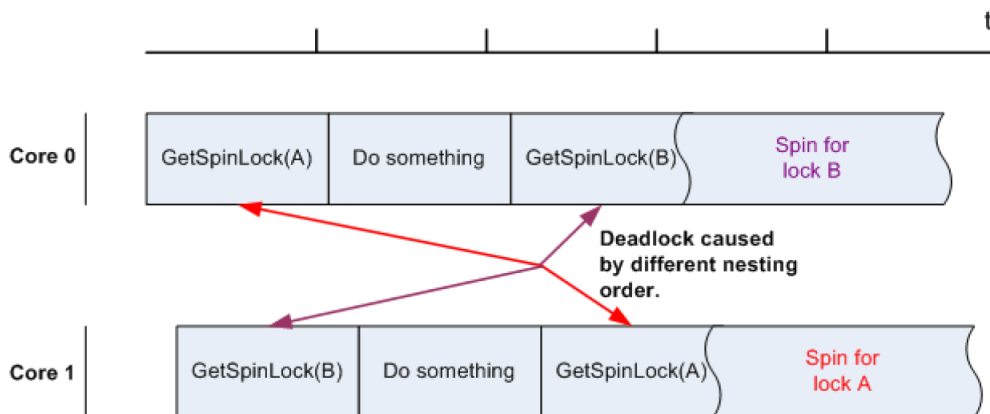 t
Core 0
GetSpinLock(A)
Do something
GetSpinLock(B)
Spin for
lock B
Deadlock caused
by different nesting
order.
Core 1
GetSpinLock(B)
Do something
GetSpinLock(A)
Spin for
lock A